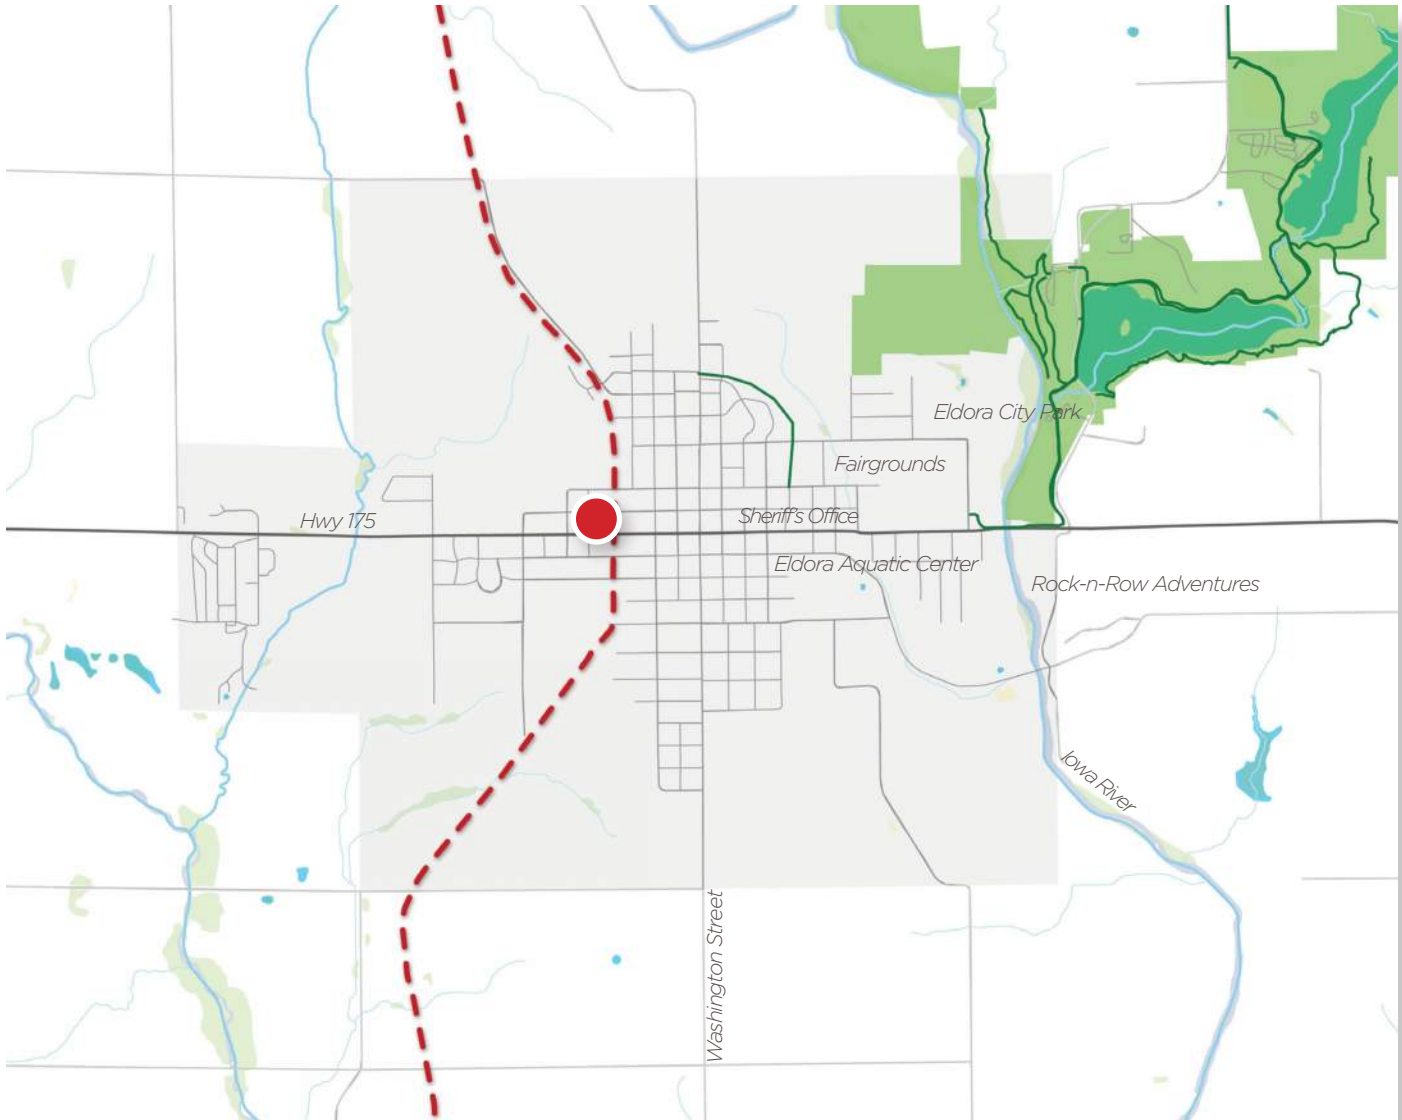 Eldora City Park
Fairgrounds
Hwy 175
Sheriff's Office
Eldora Aquatic Center
Rock-n-Row Adventures
Iowa River
Washington Street